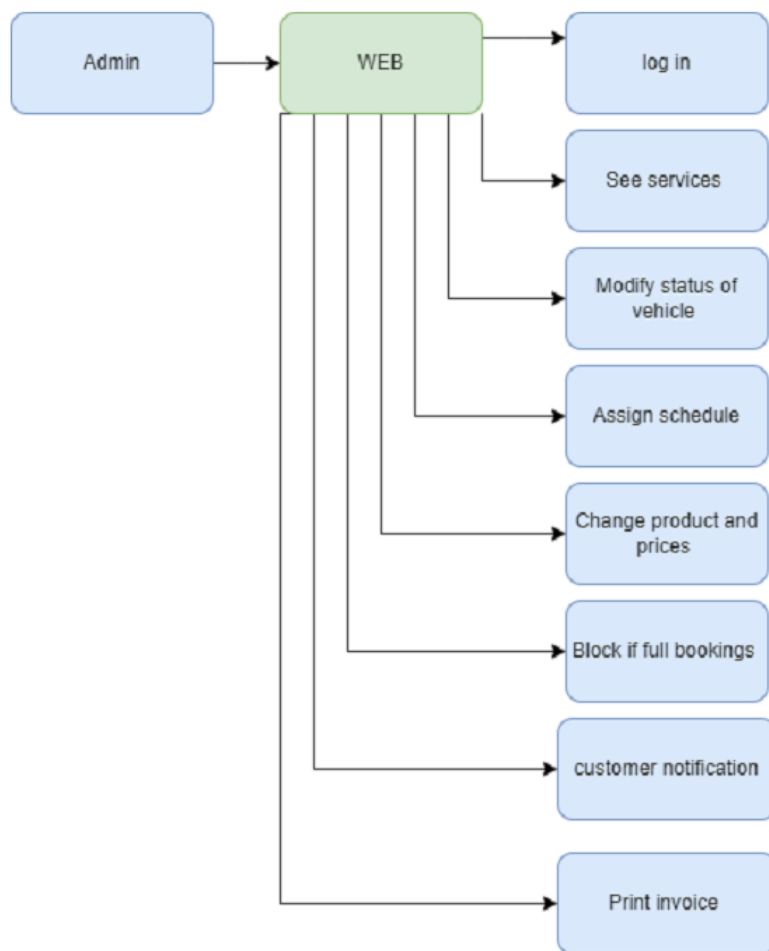 Admin
WEB
log in
See services
Modify status of
vehicle
Assign schedule
Change product and
prices
Block if full bookings
customer notification
Print invoice